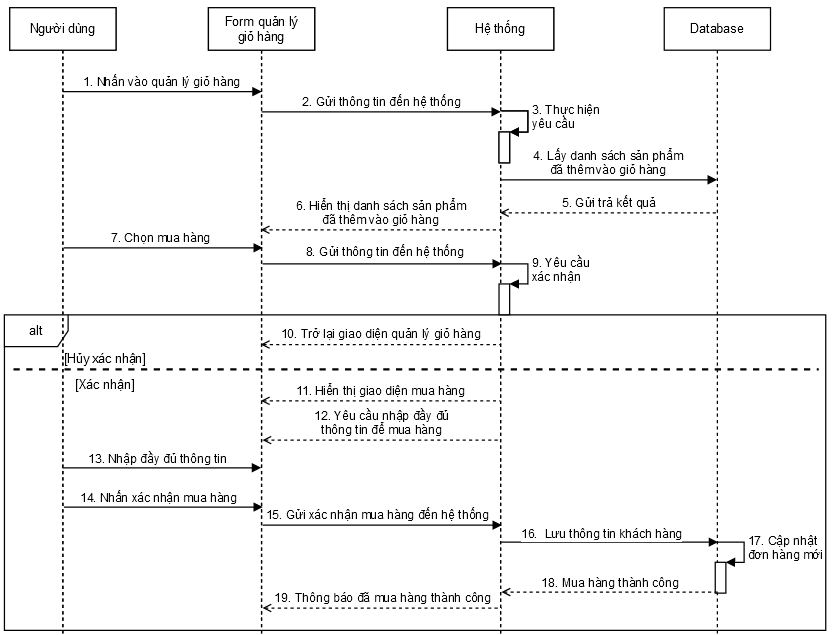 Người dùng
Form quản lý
giỏ hàng
Hệ thống
Database
1. Nhấn vào quản lý giỏ hàng
2. Gửi thông tin đến hệ thống
3. Thực hiện
yêu cầu
4. Lấy danh sách sản phẩm
đã thêm vào giỏ hàng
5. Gửi trả kết quả
6. Hiển thị danh sách sản phẩm
đã thêm vào giỏ hàng
7. Chọn mua hàng
8. Gửi thông tin đến hệ thống
9. Yêu cầu
xác nhận
alt
10. Trở lại giao diện quản lý giỏ hàng
[Hủy xác nhận]
[Xác nhận]
11. Hiển thị giao diện mua hàng
12. Yêu cầu nhập đầy đủ
thông tin để mua hàng
13. Nhập đầy đủ thông tin
14. Nhấn xác nhận mua hàng
15. Gửi xác nhận mua hàng đến hệ thống
16. Lưu thông tin khách hàng
17. Cập nhật
đơn hàng mới
18. Mua hàng thành công
19. Thông báo đã mua hàng thành công